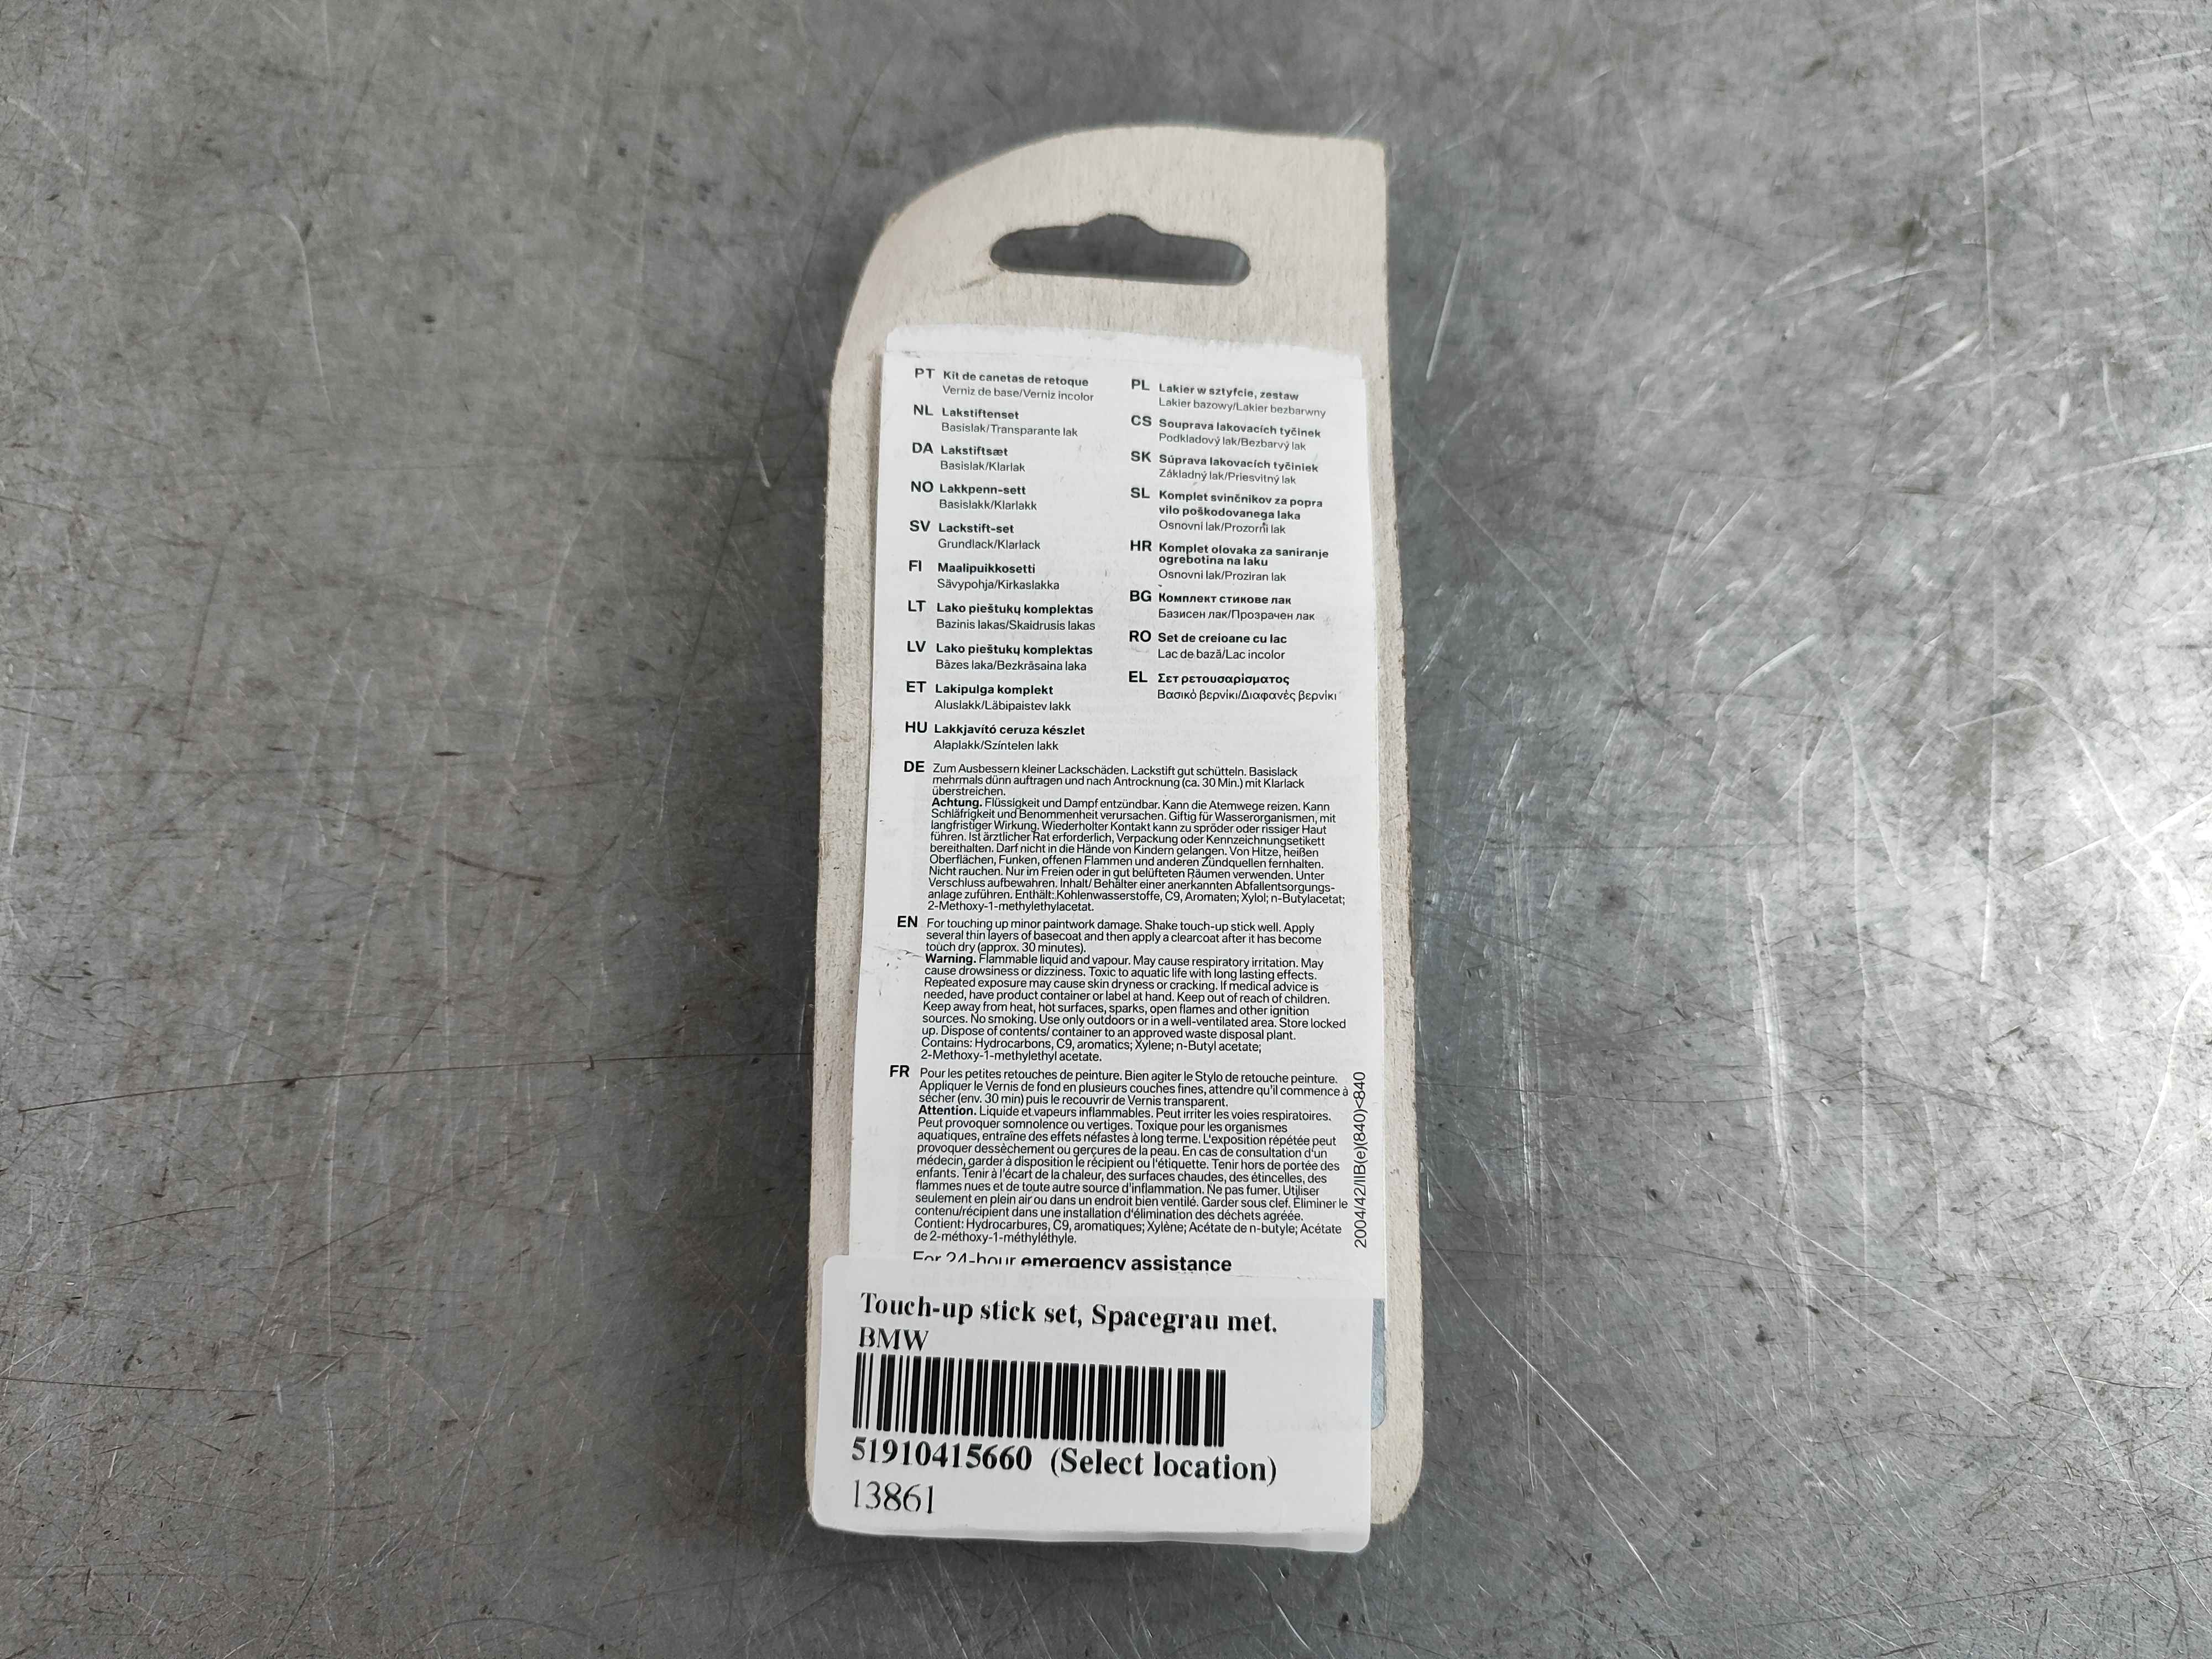 PT Kit de canetas de retoque
Verniz de base/Verniz incolor
NL Lakstiftenset
Basislak/Transparante lak
DA Lakstiftsæt
Basislak/Klarlak
NO Lakkpenn-sett
Basislakk/Klarlakk
SV Lackstift-set
Grundlack/Klarlack
FI Maalipuikkosetti
Sävypohja/Kirkaslakka
LT Lako pieštukų komplektas
Bazinis lakas/Skaidrusis lakas
LV Lako pieštukų komplektas
Bāzes laka/Bezkrāsaina laka
ET Lakipulga komplekt
Aluslakk/Läbipaistev lakk
HU Lakkjavító ceruza készlet
Alaplakk/Színtelen lakk
PL Lakier w sztyfcie, zestaw
Lakier bazowy/Lakier bezbarwny
CS Souprava lakovacích tyčinek
Podkladový lak/Bezbarvý lak
SK Súprava lakovacích tyčiniek
Základný lak/Priesvitný lak
SL Komplet svinčnikov za popra
vilo poškodovanega laka
Osnovni lak/Prozorni lak
HR Komplet olovaka za saniranje
ogrebotina na laku
Osnovni lak/Proziran lak
BG Комплект стикове лак
Базисен лак/Прозрачен лак
RO Set de creioane cu lac
Lac de bază/Lac incolor
EL Σετ ρετουσαρίσματος
Βασικό βερνίκι/Διαφανές βερνίκι
DE Zum Ausbessern kleiner Lackschäden. Lackstift gut schütteln. Basislack
mehrmals dünn auftragen und nach Antrocknung (ca. 30 Min.) mit Klarlack
überstreichen.
Achtung. Flüssigkeit und Dampf entzündbar. Kann die Atemwege reizen. Kann
Schläfrigkeit und Benommenheit verursachen. Giftig für Wasserorganismen, mit
langfristiger Wirkung. Wiederholter Kontakt kann zu spröder oder rissiger Haut
führen. Ist ärztlicher Rat erforderlich, Verpackung oder Kennzeichnungsetikett
bereithalten. Darf nicht in die Hände von Kindern gelangen. Von Hitze, heißen
Oberflächen, Funken, offenen Flammen und anderen Zündquellen fernhalten.
Nicht rauchen. Nur im Freien oder in gut belüfteten Räumen verwenden. Unter
Verschluss aufbewahren. Inhalt/ Behälter einer anerkannten Abfallentsorgungs-
anlage zuführen. Enthält: Kohlenwasserstoffe, C9, Aromaten; Xylol; n-Butylacetat;
2-Methoxy-1-methylethylacetat.
EN For touching up minor paintwork damage. Shake touch-up stick well. Apply
several thin layers of basecoat and then apply a clearcoat after it has become
touch dry (approx. 30 minutes).
Warning. Flammable liquid and vapour. May cause respiratory irritation. May
cause drowsiness or dizziness. Toxic to aquatic life with long lasting effects.
Repeated exposure may cause skin dryness or cracking. If medical advice is
needed, have product container or label at hand. Keep out of reach of children.
Keep away from heat, hot surfaces, sparks, open flames and other ignition
sources. No smoking. Use only outdoors or in a well-ventilated area. Store locked
up. Dispose of contents/ container to an approved waste disposal plant.
Contains: Hydrocarbons, C9, aromatics; Xylene; n-Butyl acetate;
2-Methoxy-1-methylethyl acetate.
FR Pour les petites retouches de peinture. Bien agiter le Stylo de retouche peinture.
Appliquer le Vernis de fond en plusieurs couches fines, attendre qu'il commence à
sécher (env. 30 min) puis le recouvrir de Vernis transparent.
Attention. Liquide et vapeurs inflammables. Peut irriter les voies respiratoires.
Peut provoquer somnolence ou vertiges. Toxique pour les organismes
aquatiques, entraîne des effets néfastes à long terme. L'exposition répétée peut
provoquer dessèchement ou gerçures de la peau. En cas de consultation d'un
médecin, garder à disposition le récipient ou l'étiquette. Tenir hors de portée des
enfants. Tenir à l'écart de la chaleur, des surfaces chaudes, des étincelles, des
flammes nues et de toute autre source d'inflammation. Ne pas fumer. Utiliser
seulement en plein air ou dans un endroit bien ventilé. Garder sous clef. Éliminer le
contenu/récipient dans une installation d'élimination des déchets agréée.
Contient: Hydrocarbures, C9, aromatiques; Xylène; Acétate de n-butyle; Acétate
de 2-méthoxy-1-méthyléthyle.
2004/42/IIB(e)(840)<840
For 24-hour emergency assistance
Touch-up stick set, Spacegrau met.
BMW
51910415660 (Select location)
13861